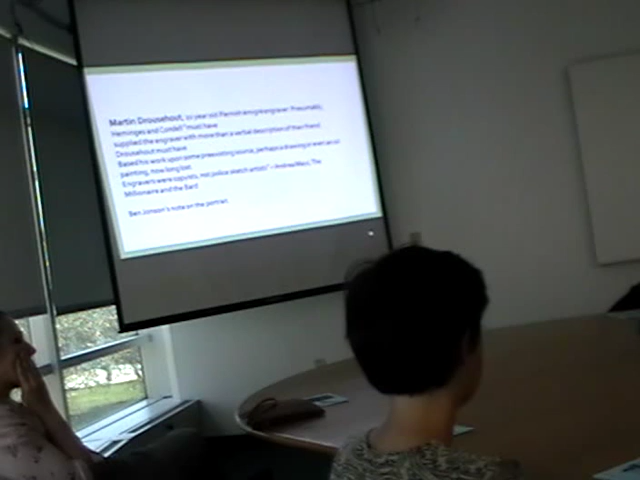 Martin Droushout, 22 year old Flemish engraver. Presumably,
Heminges and Condell "must have
supplied the engraver with more than a verbal description of their friend.
Droushout must have
Based his work upon some preexisting source, perhaps a drawing or even an oil
painting, now long lost.
Engravers were copyists, not police sketch artists" – Andrea Mays, The
Millionaire and the Bard
Ben Jonson's note on the portrait.